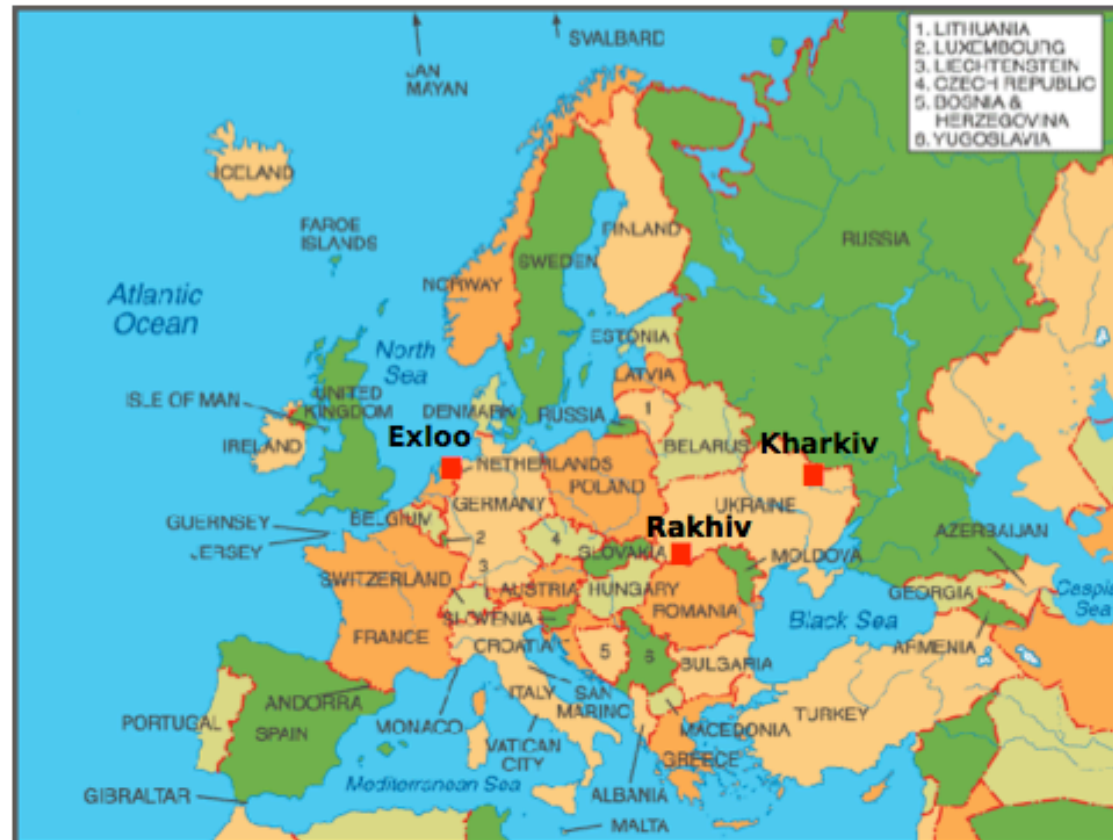 1. LITHUANIA
2. LUXEMBOURG
3. LIECHTENSTEIN
4. CZECH REPUBLIC
5. BOSNIA &
HERZEGOVINA
6. YUGOSLAVIA
SVALBARD
JAN
MAYAN
ICELAND
FAROE
ISLANDS
FINLAND
RUSSIA
SWEDEN
NORWAY
Atlantic
Ocean
North
Sea
ESTONIA
LATVIA
ISLE OF MAN
UNITED
KINGDOM
DENMARK
RUSSIA
1
IRELAND
Exloo
BELARUS
Kharkiv
NETHERLANDS
POLAND
GERMANY
UKRAINE
GUERNSEY
BELGIUM
JERSEY
2
4
Rakhiv
SLOVAKIA
MOLDOVA
AZERBAIJAN
3
SWITZERLAND
AUSTRIA
HUNGARY
GEORGIA
Caspian
Sea
SLOVENIA
ROMANIA
Black Sea
FRANCE
CROATIA
5
6
ARMENIA
BULGARIA
ANDORRA
ITALY
SAN
MARINO
PORTUGAL
SPAIN
MONACO
VATICAN
CITY
MACEDONIA
TURKEY
GREECE
Mediterranean Sea
GIBRALTAR
ALBANIA
MALTA